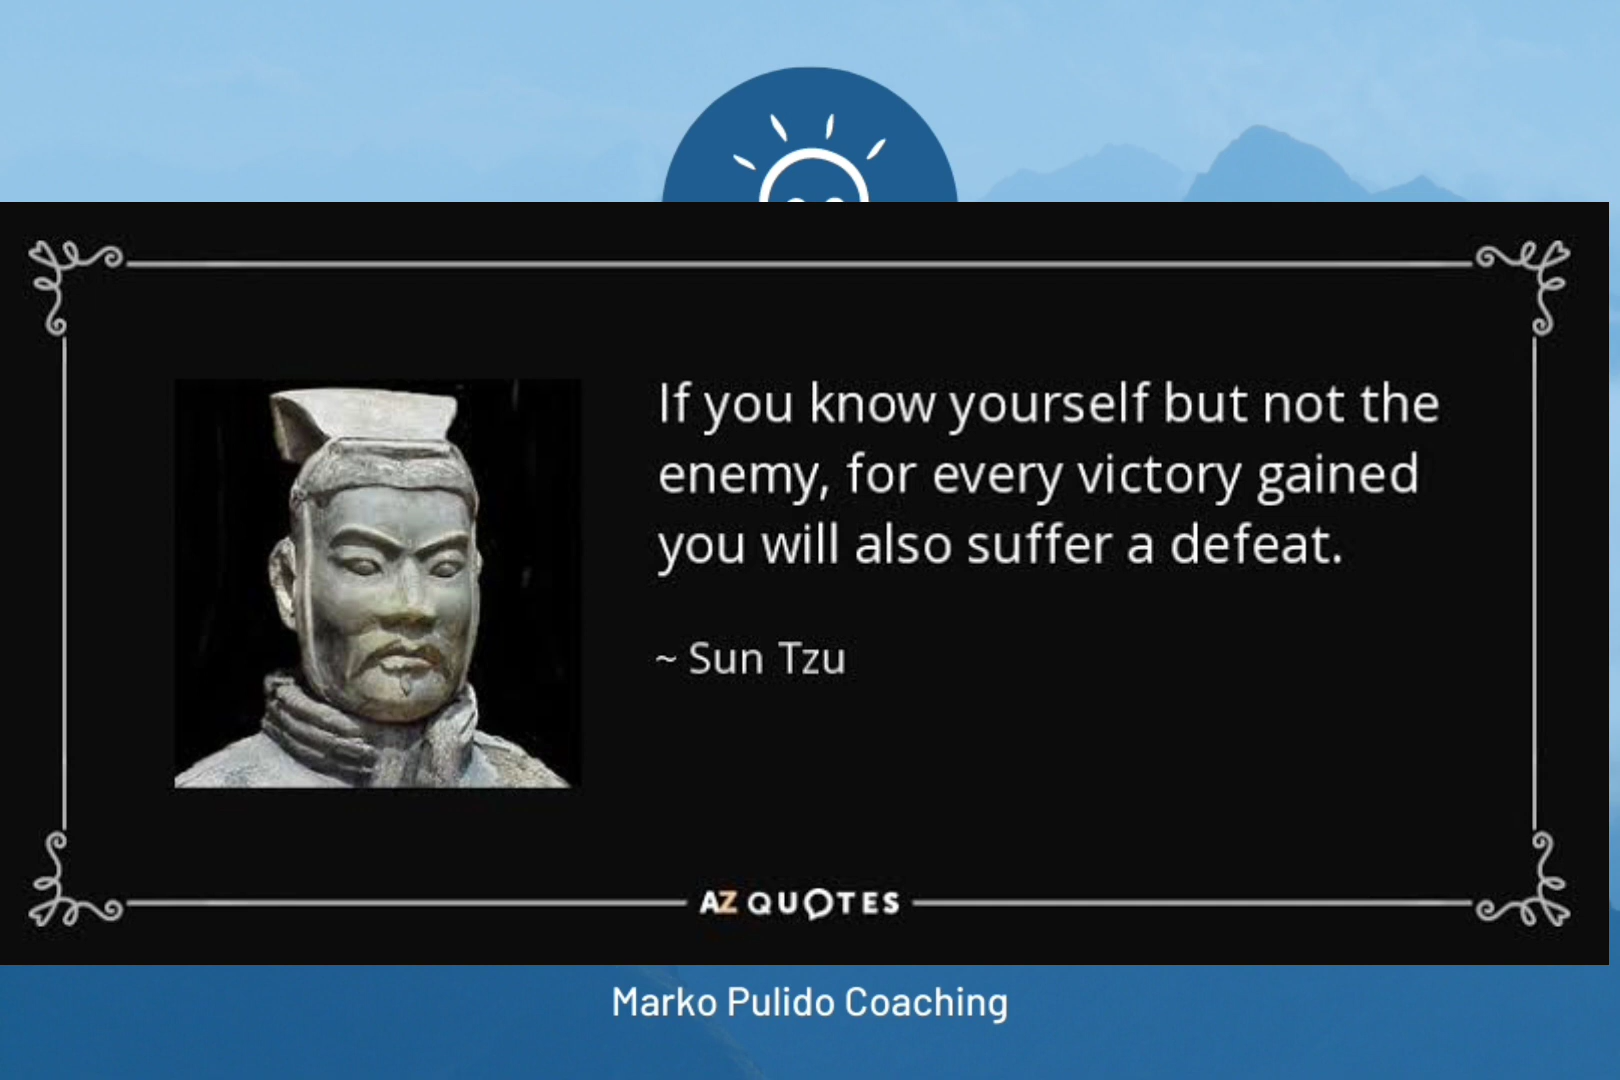 If you know yourself but not the
enemy, for every victory gained
you will also suffer a defeat.
~ Sun Tzu
AZ QUOTES
Marko Pulido Coaching